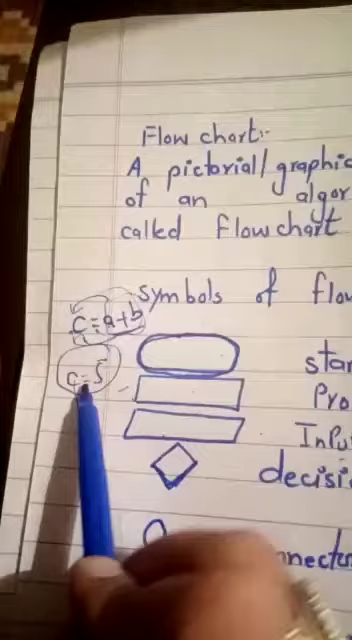 Flow chart:-
A pictorial/graphic
of an algor
called flowchart
symbols of flow
c=a+b
star
c=5
Pro
Inpu
decisi
nnector